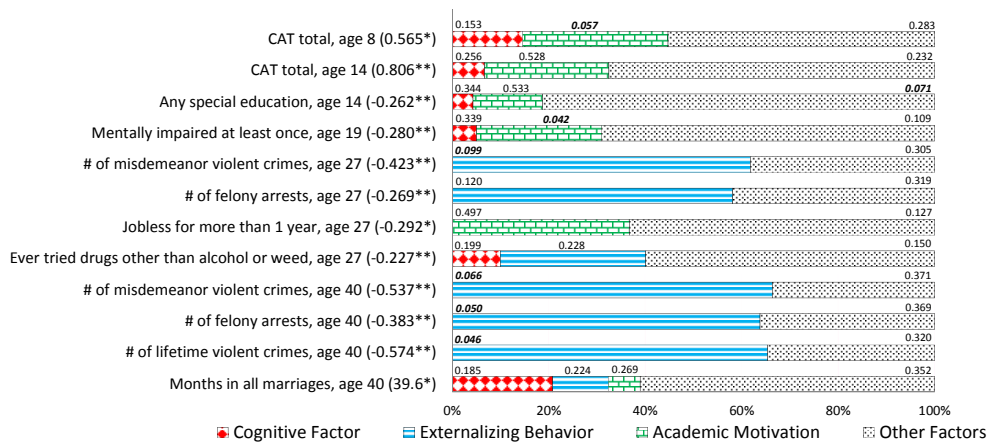 0.153 0.057 0.283
CAT total, age 8 (0.565*)
0.256 0.528 0.232
CAT total, age 14 (0.806**)
0.344 0.533 0.071
Any special education, age 14 (-0.262**)
0.339 0.042 0.109
Mentally impaired at least once, age 19 (-0.280**)
0.099 0.305
# of misdemeanor violent crimes, age 27 (-0.423**)
0.120 0.319
# of felony arrests, age 27 (-0.269**)
0.497 0.127
Jobless for more than 1 year, age 27 (-0.292*)
0.199 0.228 0.150
Ever tried drugs other than alcohol or weed, age 27 (-0.227**)
0.066 0.371
# of misdemeanor violent crimes, age 40 (-0.537**)
0.050 0.369
# of felony arrests, age 40 (-0.383**)
0.046 0.320
# of lifetime violent crimes, age 40 (-0.574**)
0.185 0.224 0.269 0.352
Months in all marriages, age 40 (39.6*)
0% 20% 40% 60% 80% 100%
Cognitive Factor Externalizing Behavior Academic Motivation Other Factors